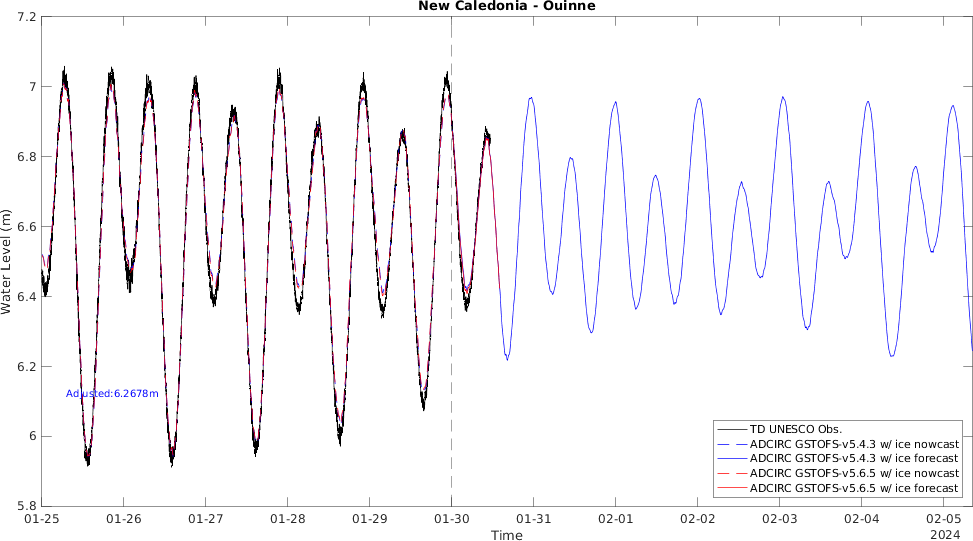 New Caledonia - Ouinne
Water Level (m)
7.2
7
6.8
6.6
6.4
6.2
6
5.8
Adjusted:6.2678m
TD UNESCO Obs.
ADCIRC GSTOFS-v5.4.3 w/ ice nowcast
ADCIRC GSTOFS-v5.4.3 w/ ice forecast
ADCIRC GSTOFS-v5.6.5 w/ ice nowcast
ADCIRC GSTOFS-v5.6.5 w/ ice forecast
01-25 01-26 01-27 01-28 01-29 01-30 01-31 02-01 02-02 02-03 02-04 02-05
Time
2024